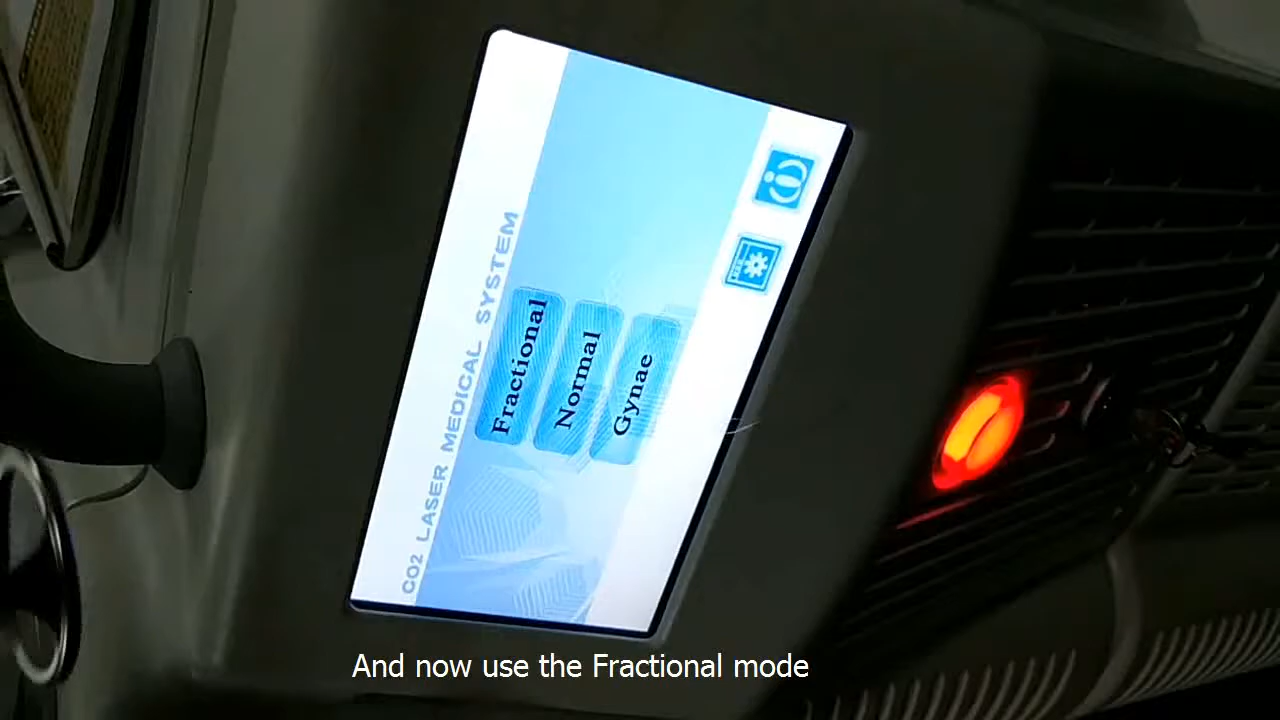 CO2 LASER MEDICAL SYSTEM
Fractional
Normal
Gynae
And now use the Fractional mode